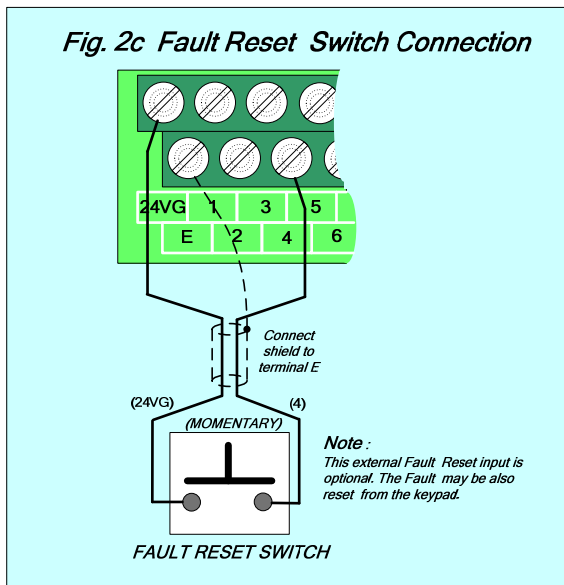 Fig. 2c Fault Reset Switch Connection
24VG 1 3 5
E 2 4 6
Connect
shield to
terminal E
(24VG)
(4)
(MOMENTARY)
Note :
This external Fault Reset input is
optional. The Fault may be also
reset from the keypad.
FAULT RESET SWITCH